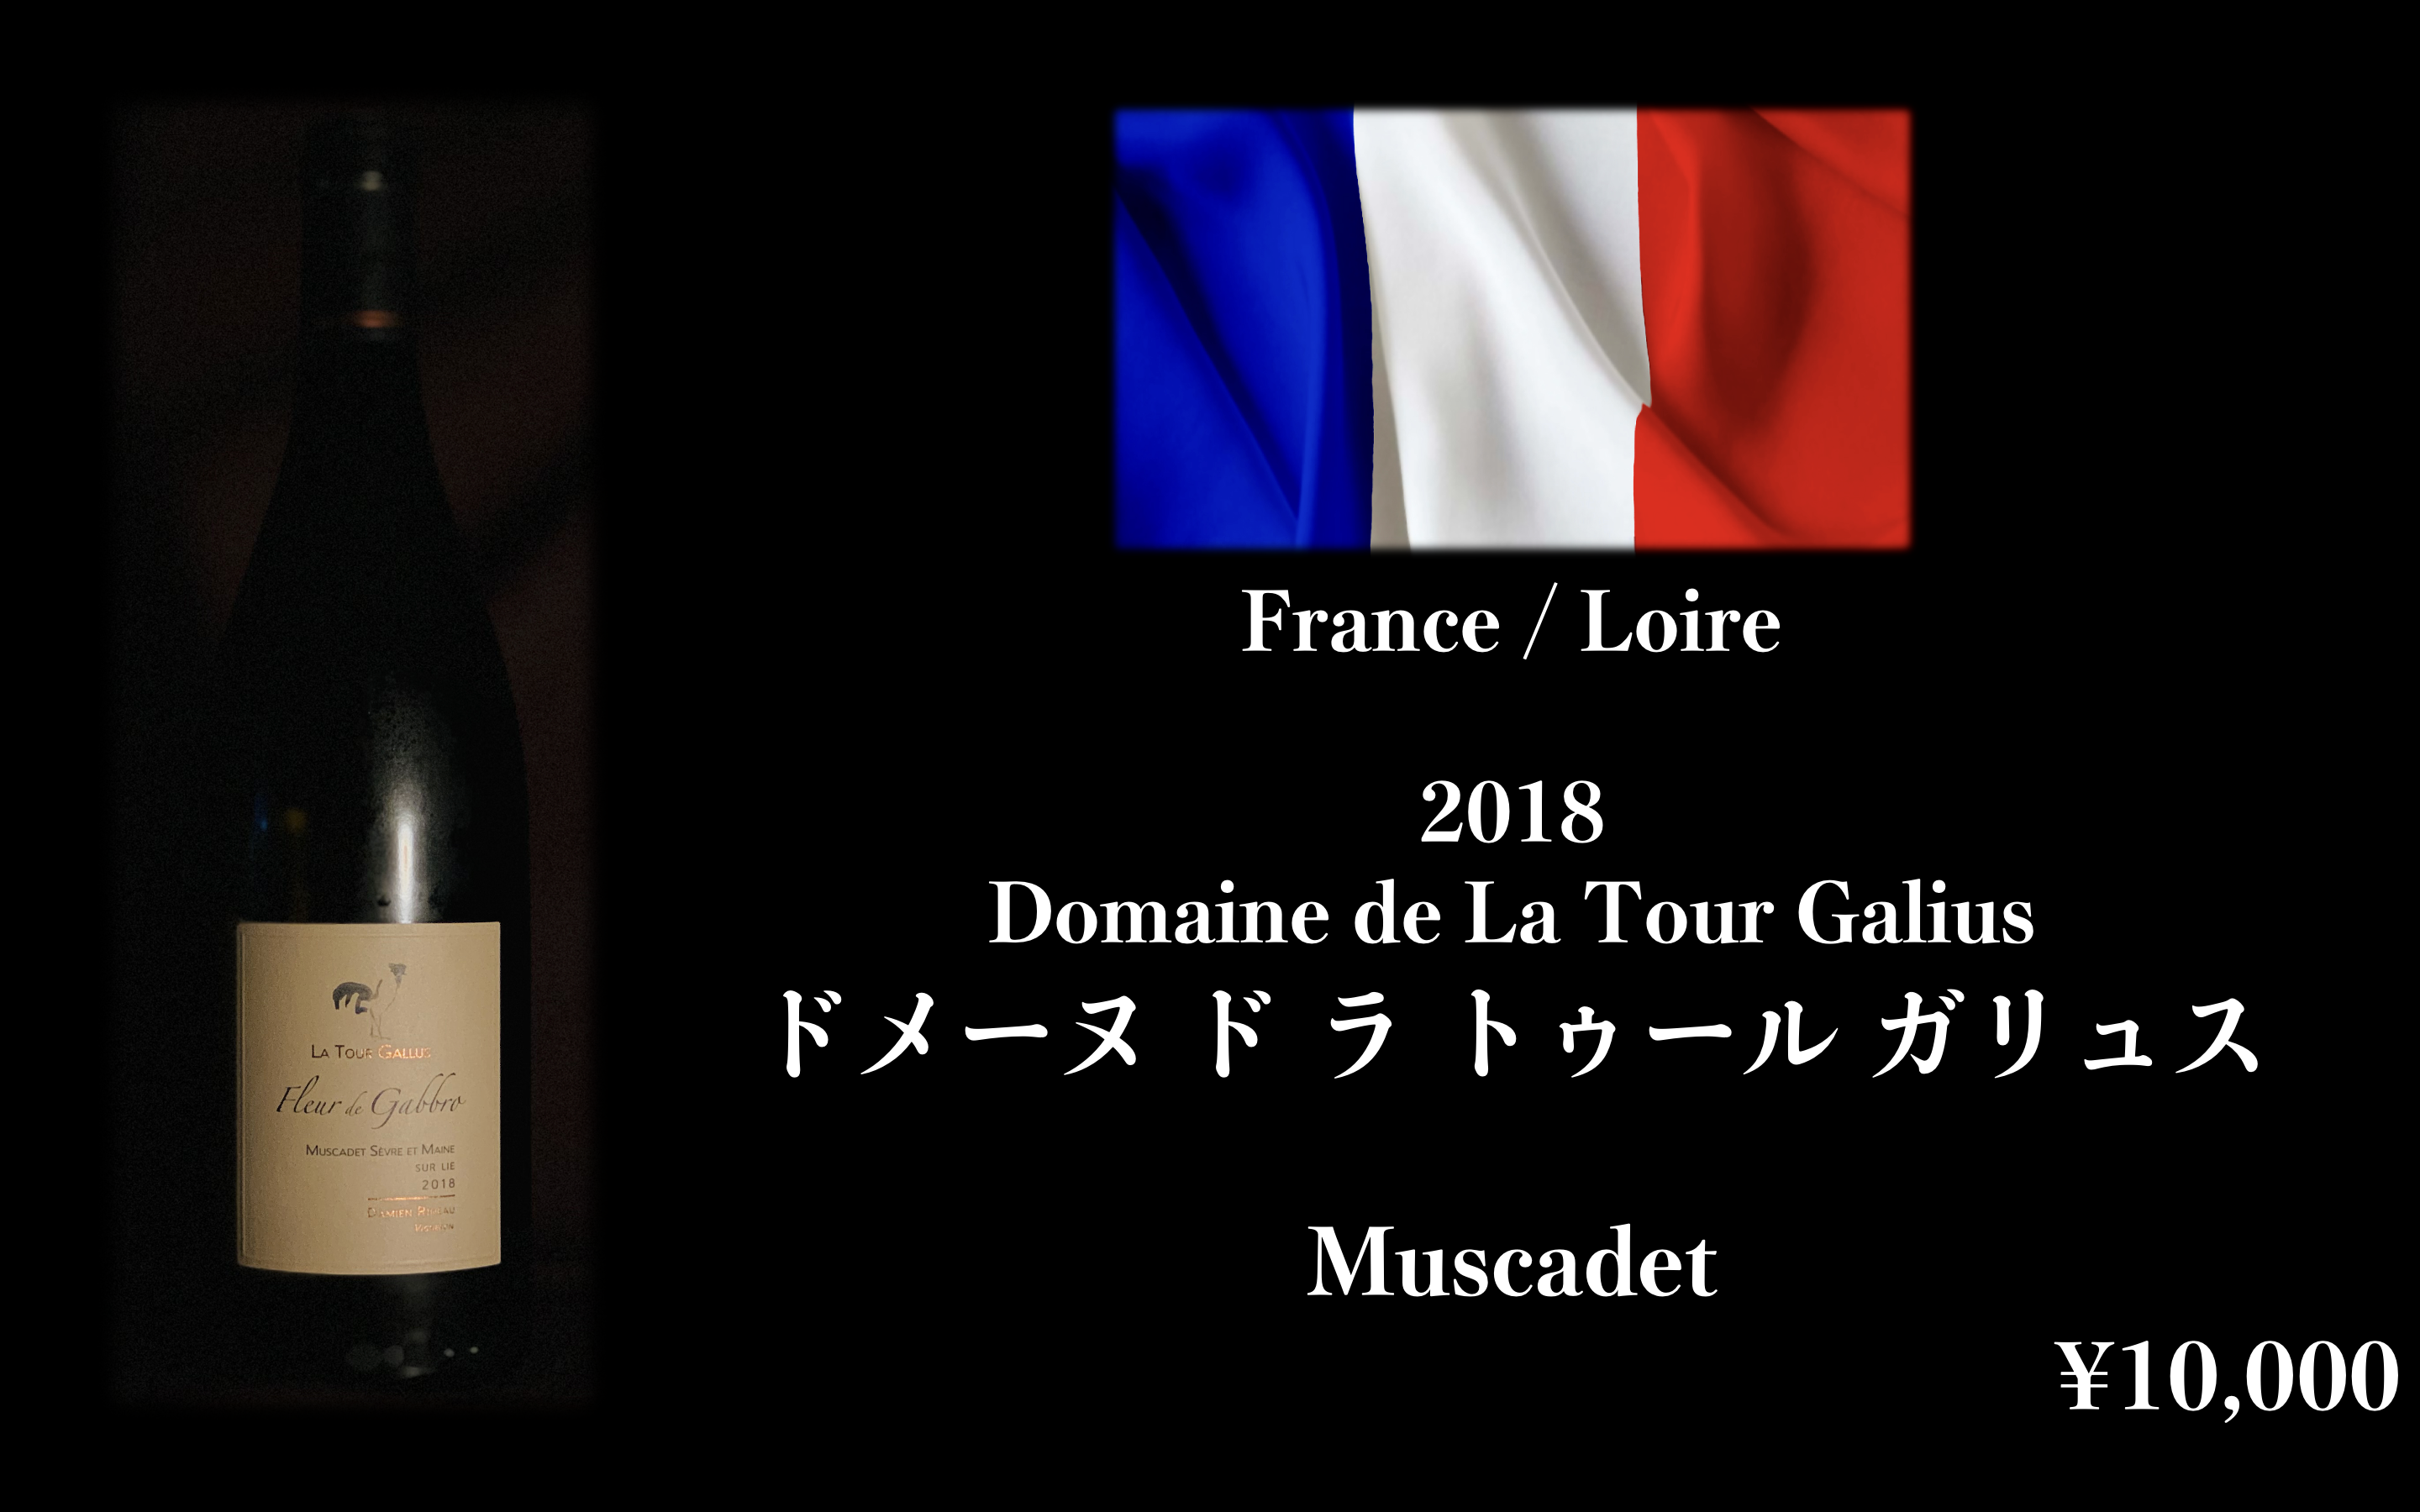 France / Loire
2018
Domaine de La Tour Galius
ドメーヌ ド ラ トゥール ガリュス
Muscadet
¥10,000
La Tour Gallus
Fleur de Gabbro
Muscadet Sèvre et Maine
sur lie
2018
Damien